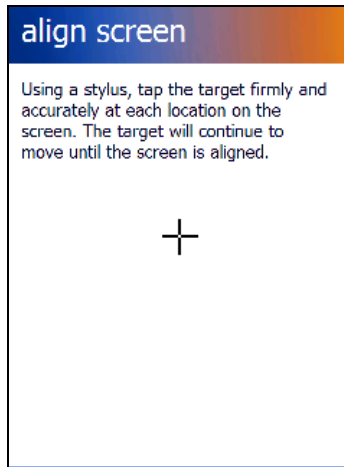 align screen
Using a stylus, tap the target firmly and
accurately at each location on the
screen. The target will continue to
move until the screen is aligned.